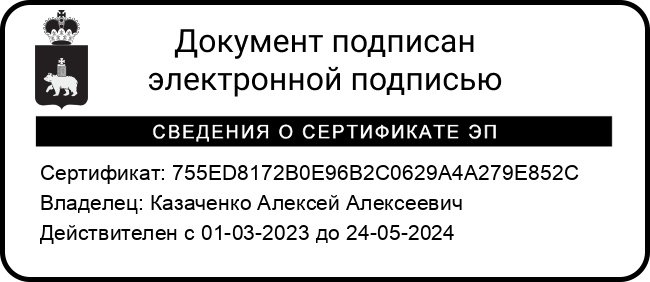 Документ подписан
электронной подписью
СВЕДЕНИЯ О СЕРТИФИКАТЕ ЭП
Сертификат: 755ED8172B0E96B2C0629A4A279E852C
Владелец: Казаченко Алексей Алексеевич
Действителен с 01-03-2023 до 24-05-2024